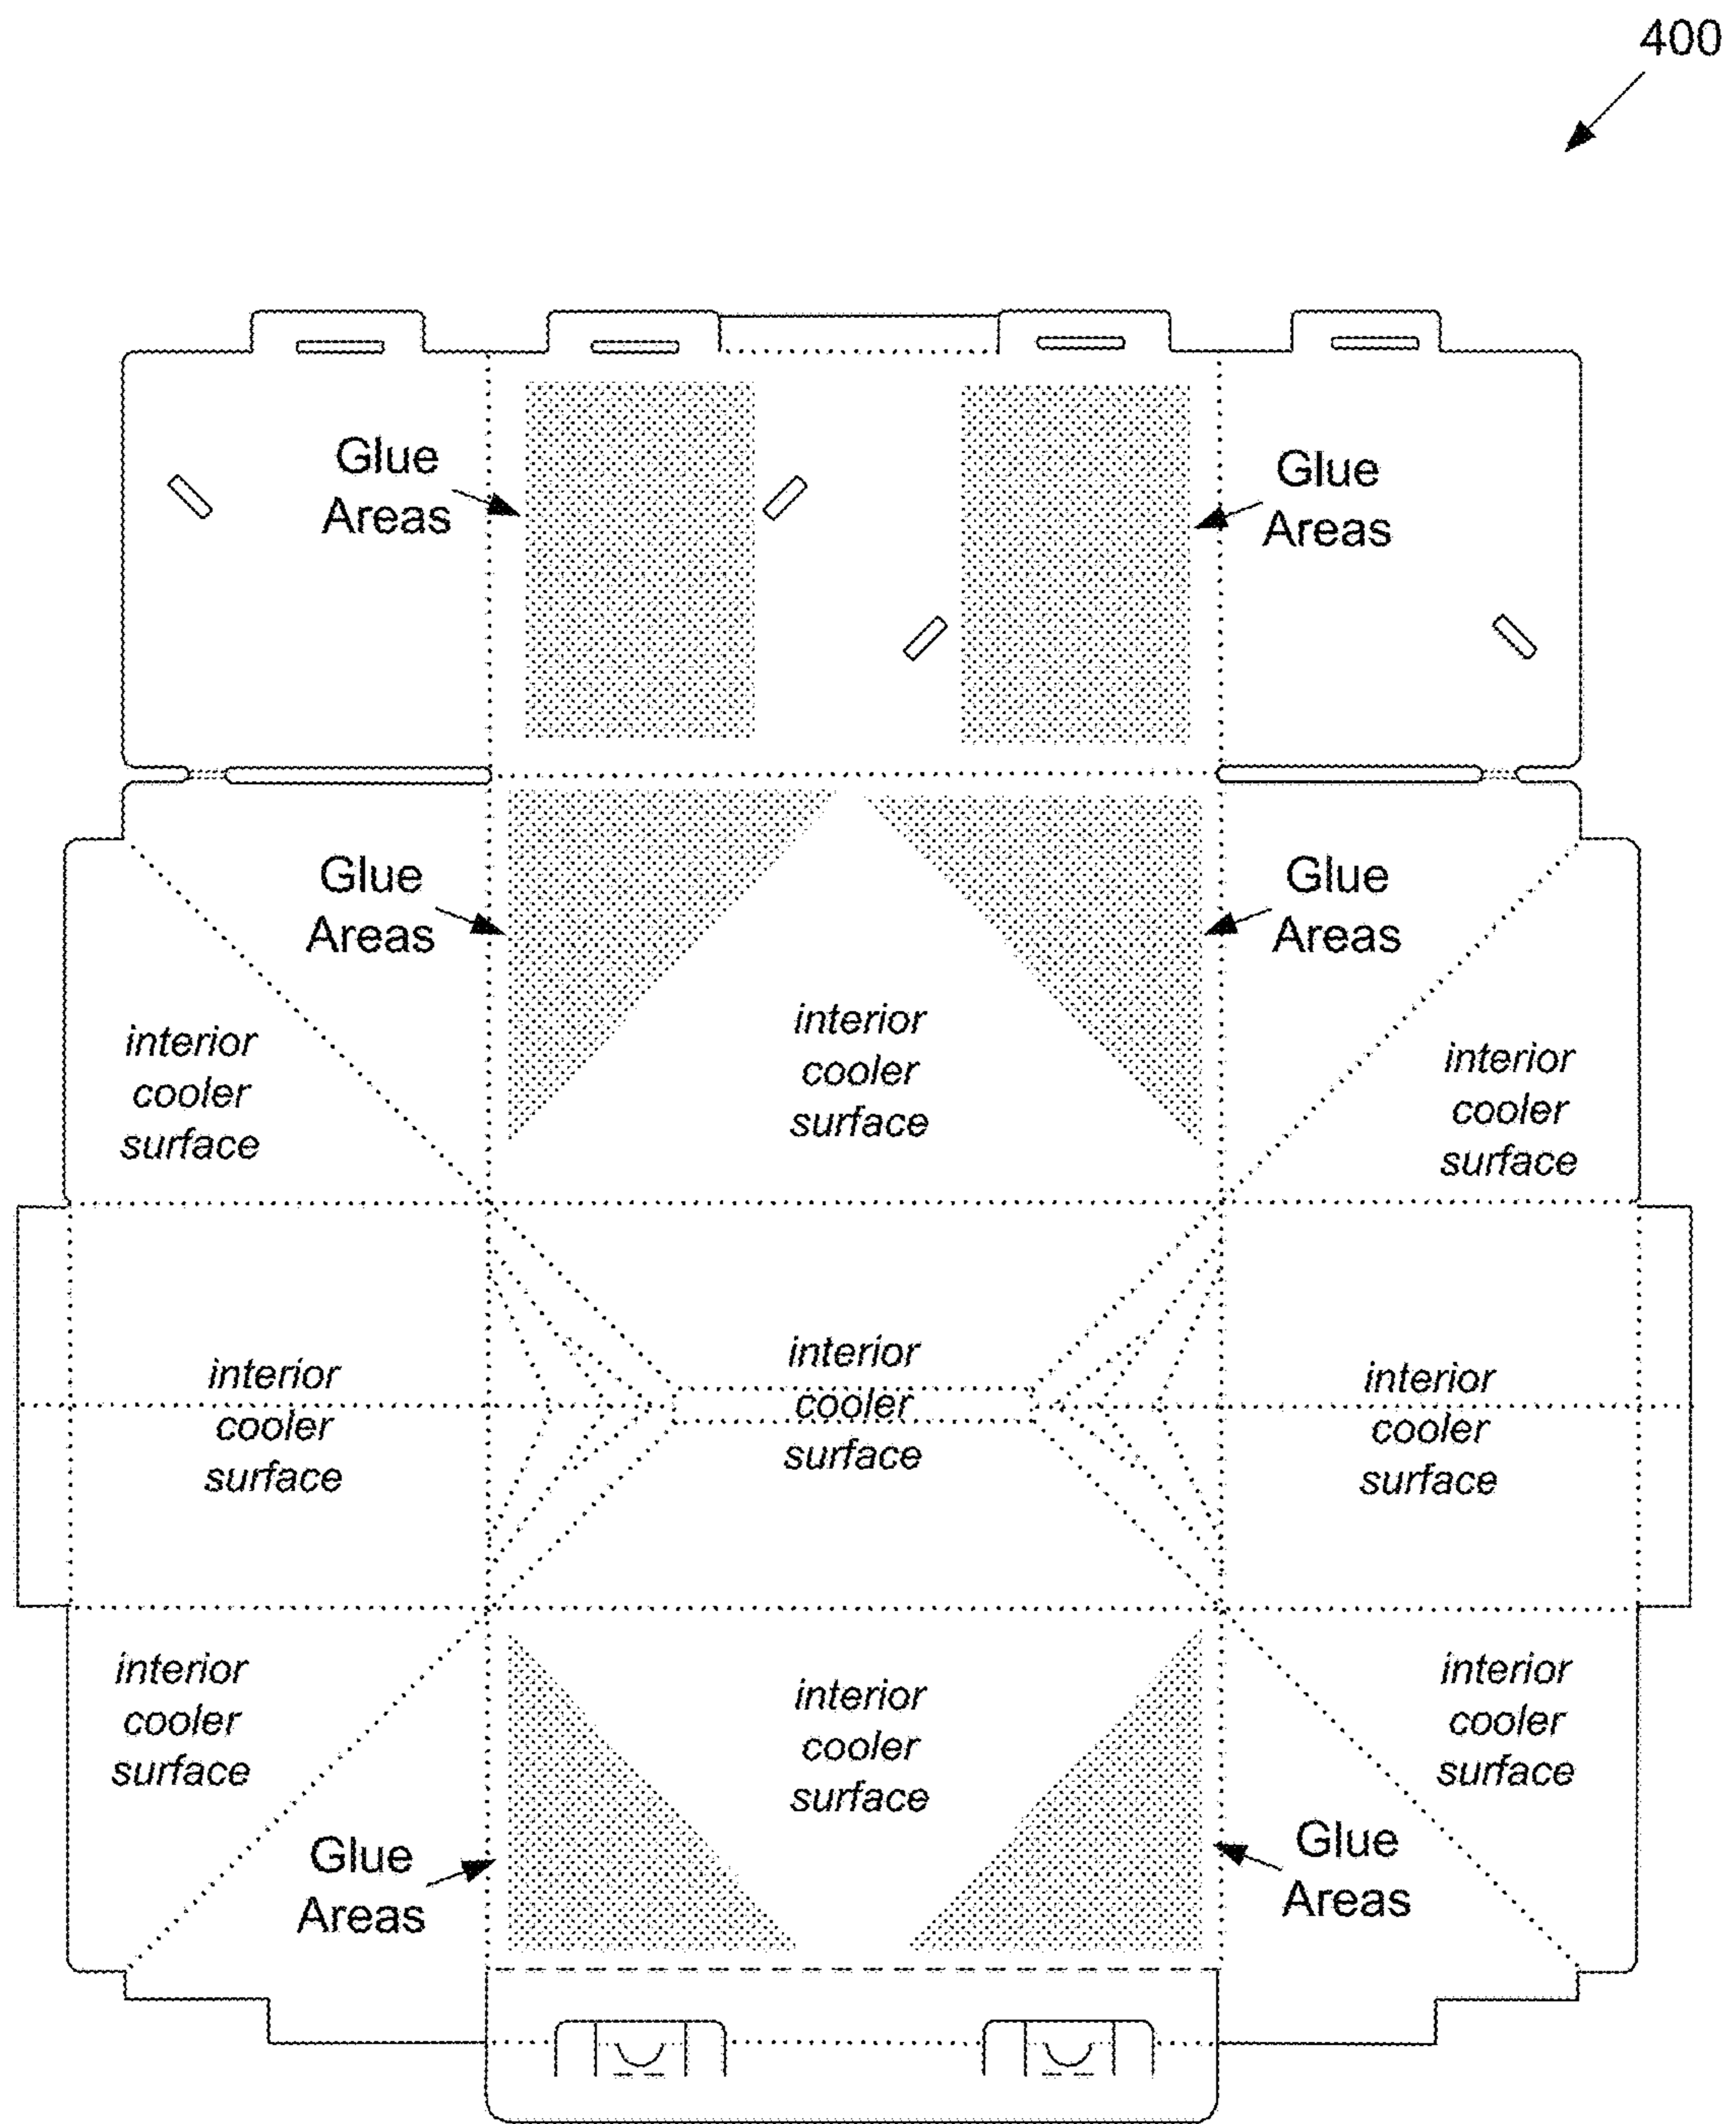 400
Glue
Areas
Glue
Areas
Glue
Areas
Glue
Areas
interior
cooler
surface
interior
cooler
surface
interior
cooler
surface
interior
cooler
surface
interior
cooler
surface
interior
cooler
surface
interior
cooler
surface
interior
cooler
surface
interior
cooler
surface
Glue
Areas
Glue
Areas